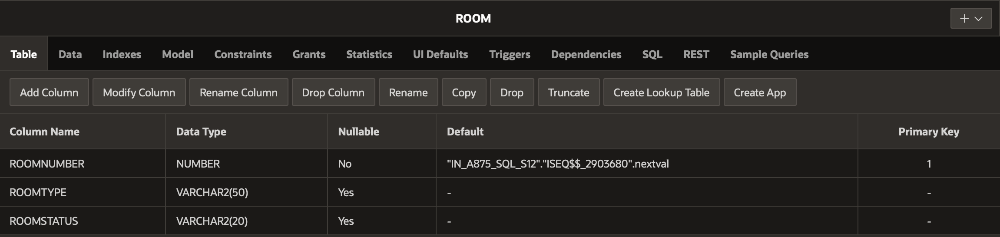 ROOM
Table Data Indexes Model Constraints Grants Statistics UI Defaults Triggers Dependencies SQL REST Sample Queries
Add Column Modify Column Rename Column Drop Column Rename Copy Drop Truncate Create Lookup Table Create App
Column Name Data Type Nullable Default Primary Key
ROOMNUMBER NUMBER No "IN_A875_SQL_S12"."ISEQ$$_2903680".nextval 1
ROOMTYPE VARCHAR2(50) Yes - -
ROOMSTATUS VARCHAR2(20) Yes - -